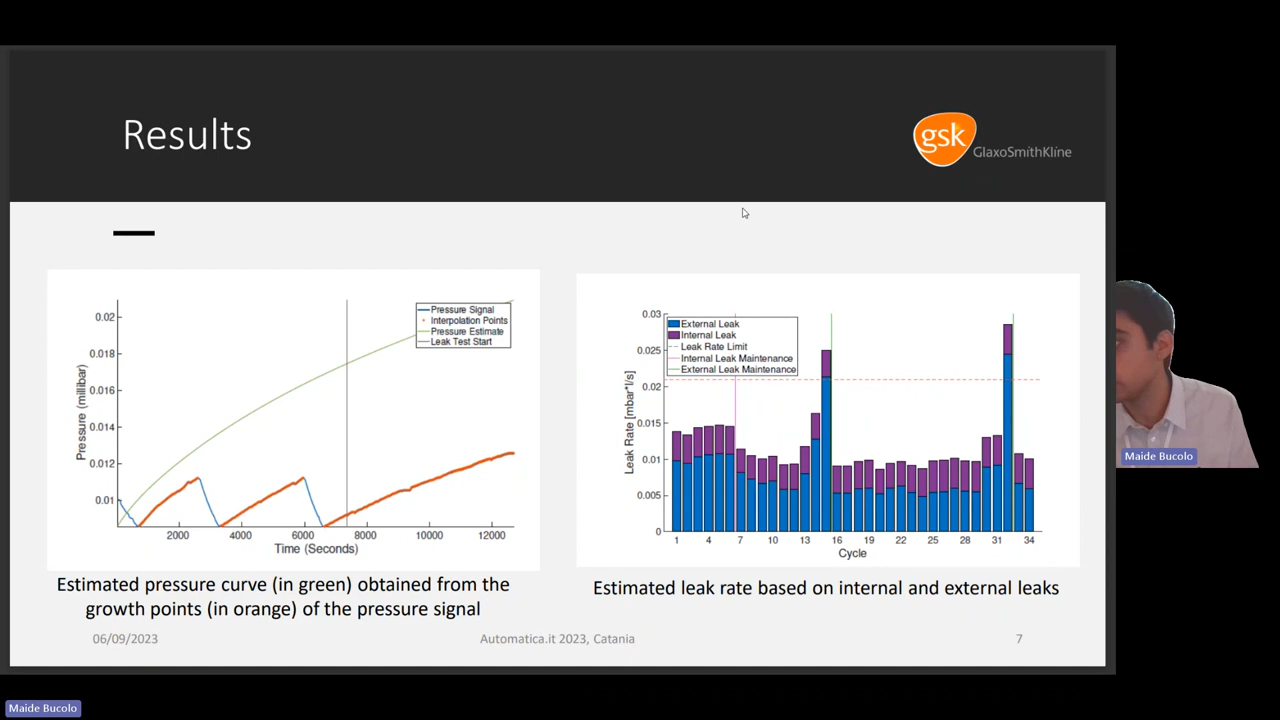 Results
gsk
GlaxoSmithKline
0.02
0.018
0.016
0.014
0.012
0.01
Pressure (millibar)
Pressure Signal
Interpolation Points
Pressure Estimate
Leak Test Start
2000
4000
6000
8000
10000
12000
Time (Seconds)
0.03
0.025
0.02
0.015
0.01
0.005
0
Leak Rate [mbar*l/s]
External Leak
Internal Leak
Leak Rate Limit
Internal Leak Maintenance
External Leak Maintenance
1
4
7
10
13
16
19
22
25
28
31
34
Cycle
Estimated pressure curve (in green) obtained from the
growth points (in orange) of the pressure signal
Estimated leak rate based on internal and external leaks
06/09/2023
Automatica.it 2023, Catania
7
Maide Bucolo
Maide Bucolo